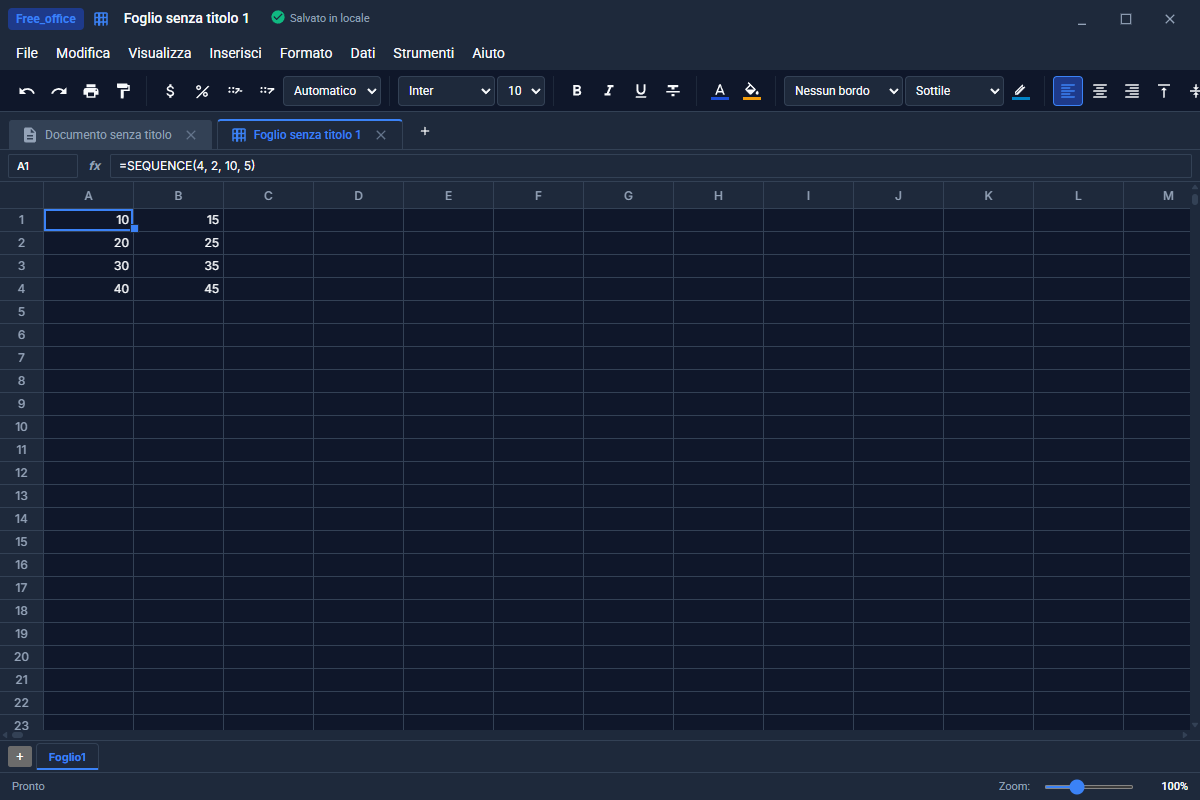 Free_office Foglio senza titolo 1 Salvato in locale
File Modifica Visualizza Inserisci Formato Dati Strumenti Aiuto
$ % Automatico Inter 10 B I U S A Nessun bordo Sottile
Documento senza titolo Foglio senza titolo 1 +
A1 fx =SEQUENCE(4, 2, 10, 5)
A B C D E F G H I J K L M
1 10 15
2 20 25
3 30 35
4 40 45
5
6
7
8
9
10
11
12
13
14
15
16
17
18
19
20
21
22
23
+ Foglio1
Pronto Zoom: 100%